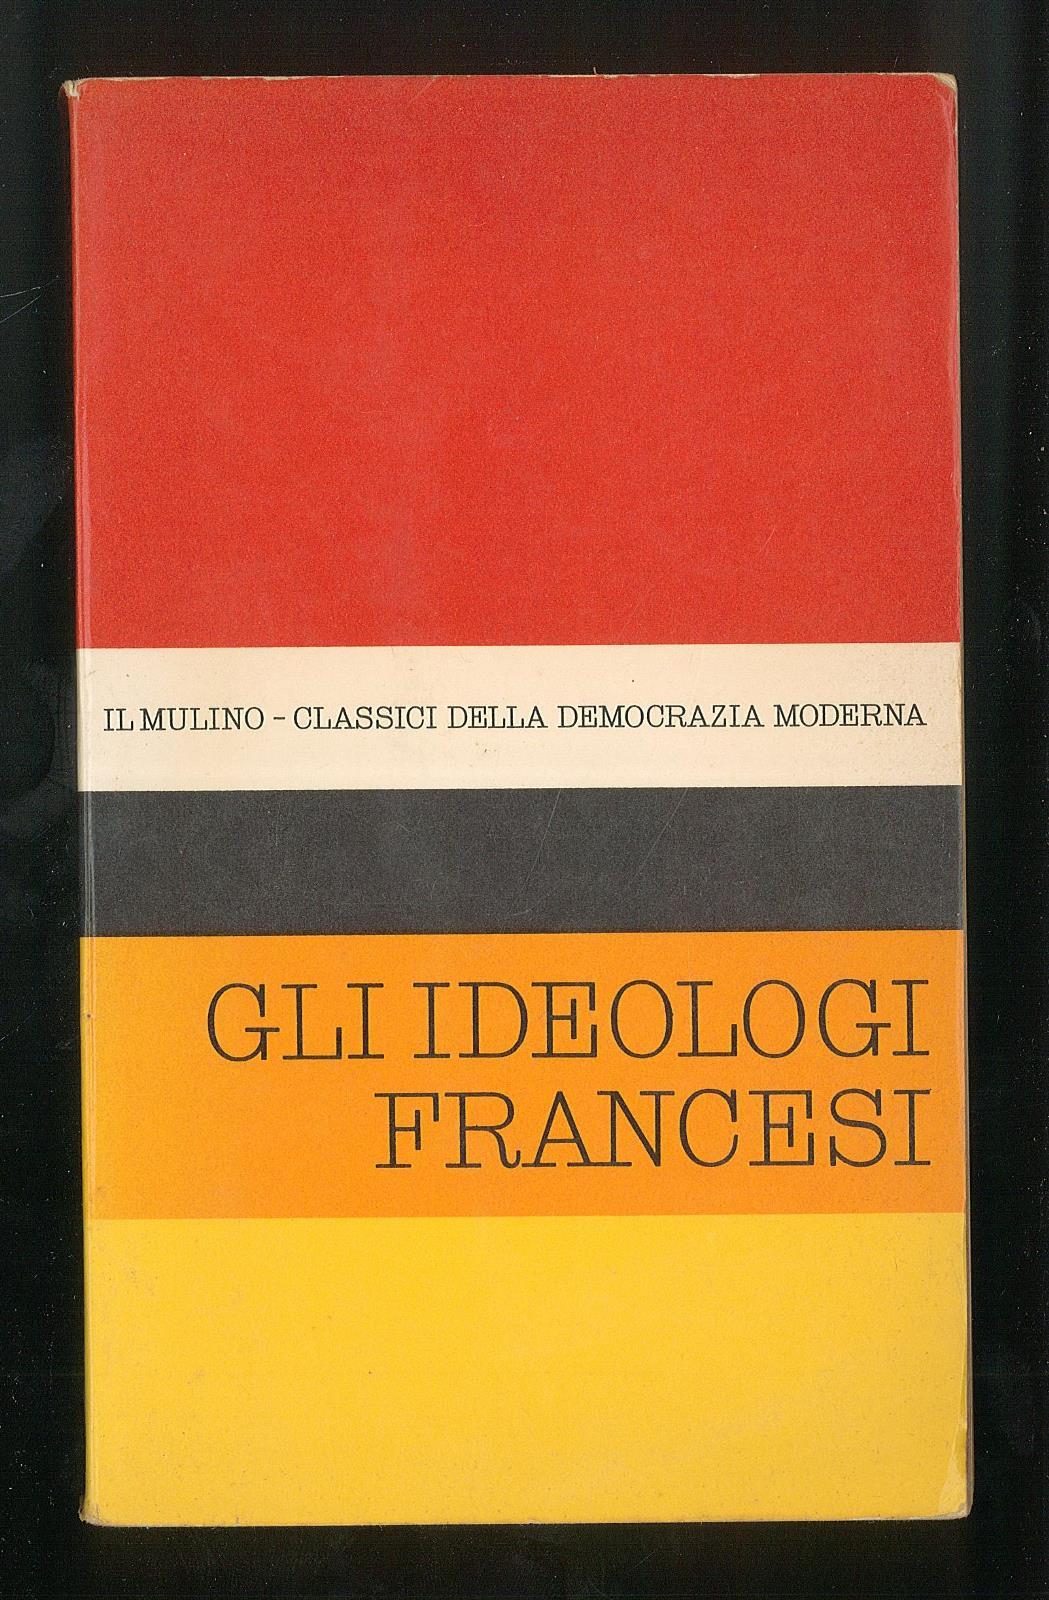 IL MULINO - CLASSICI DELLA DEMOCRAZIA MODERNA
GLI IDEOLOGI
FRANCESI